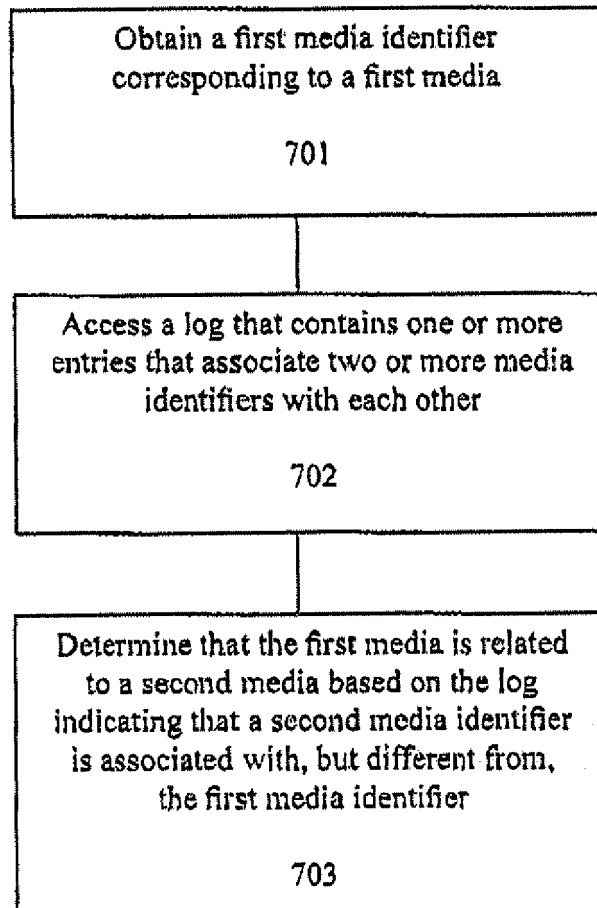 Obtain a first media identifier
corresponding to a first media
701
Access a log that contains one or more
entries that associate two or more media
identifiers with each other
702
Determine that the first media is related
to a second media based on the log
indicating that a second media identifier
is associated with, but different from,
the first media identifier
703